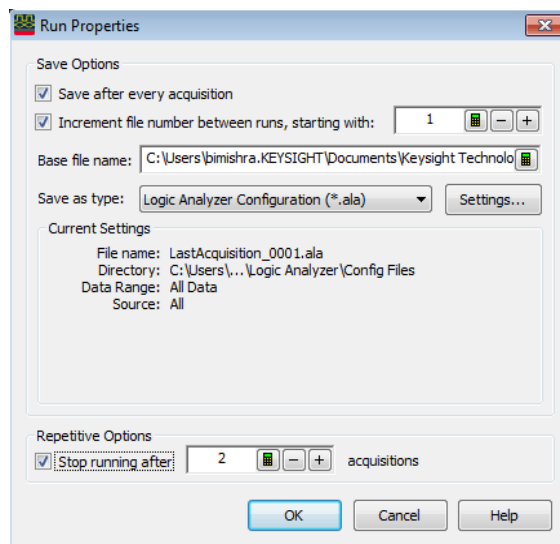 Run Properties
Save Options
Save after every acquisition
Increment file number between runs, starting with: 1
Base file name: C:\Users\bimishra.KEYSIGHT\Documents\Keysight Technolo
Save as type: Logic Analyzer Configuration (*.ala) Settings...
Current Settings
File name: LastAcquisition_0001.ala
Directory: C:\Users\...\Logic Analyzer\Config Files
Data Range: All Data
Source: All
Repetitive Options
Stop running after 2 acquisitions
OK Cancel Help